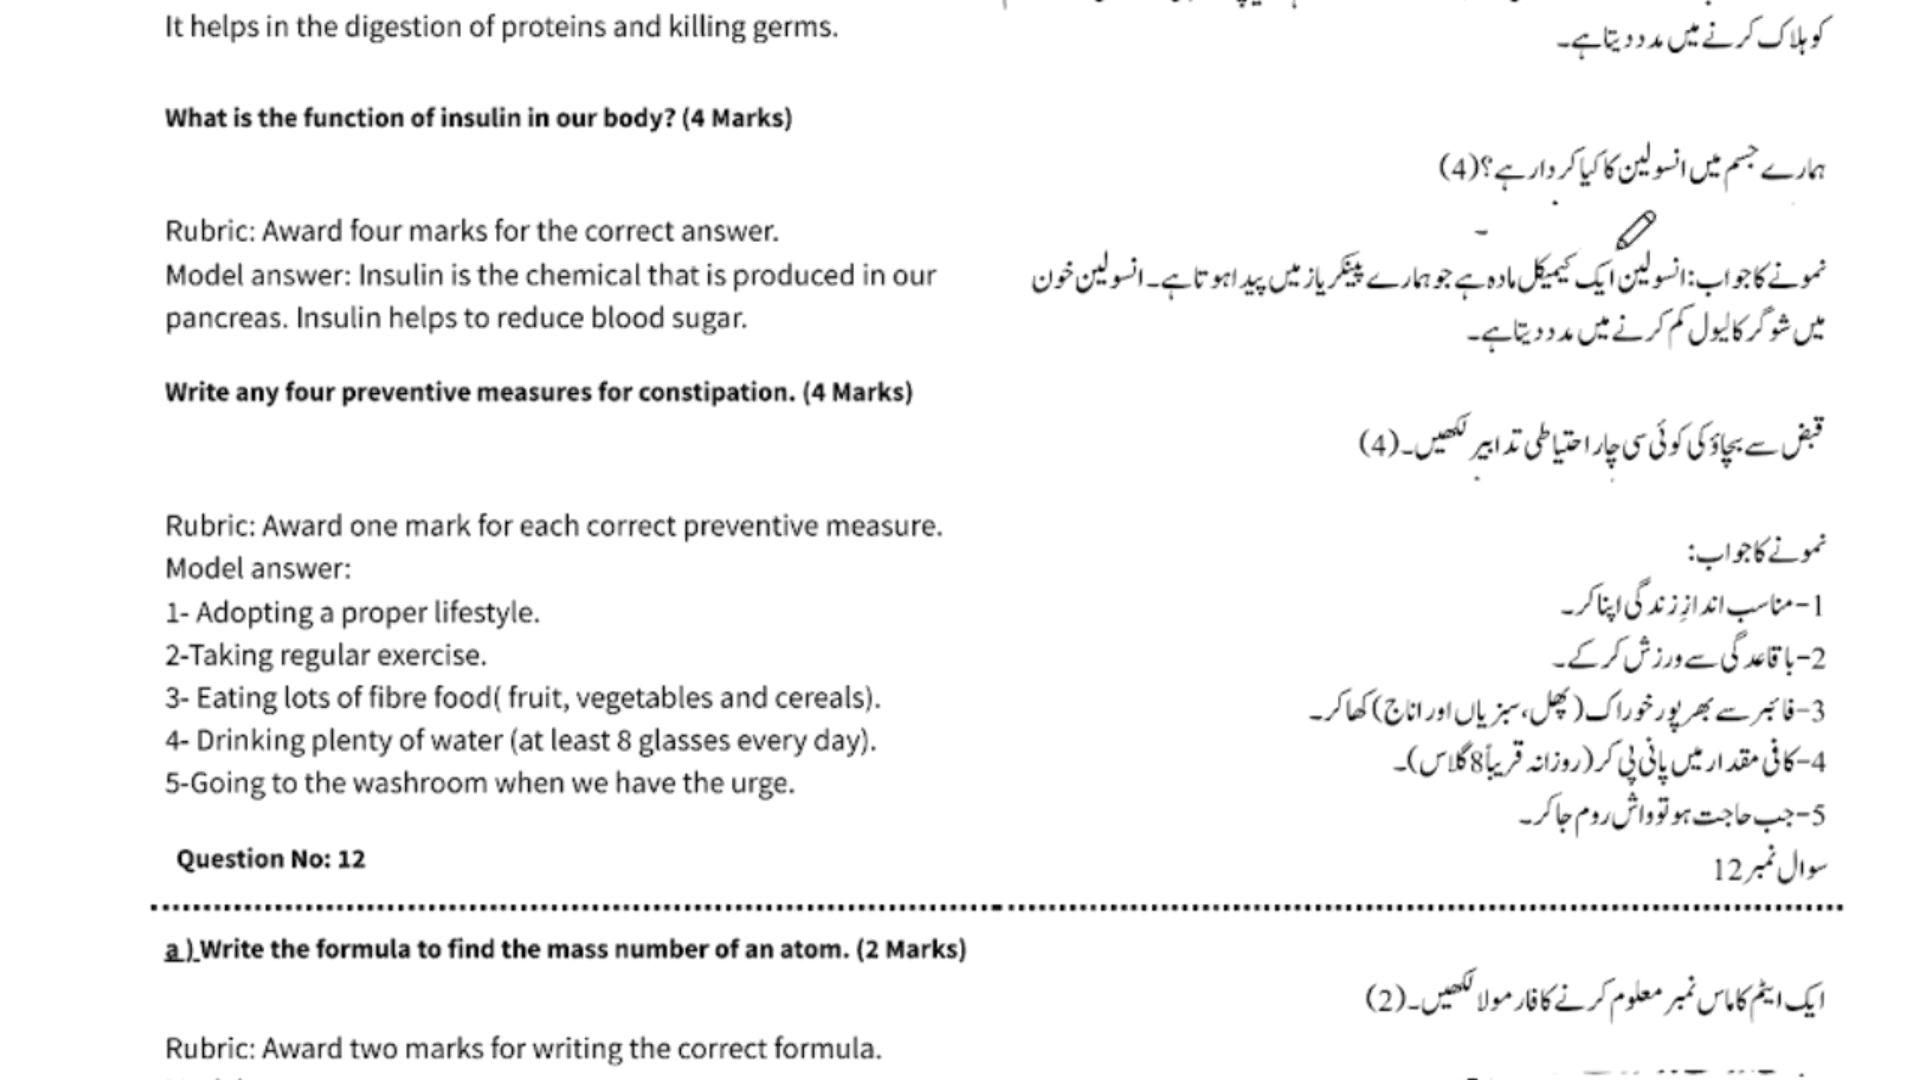 It helps in the digestion of proteins and killing germs.
کو ہلاک کرنے میں مدد دیتا ہے۔
What is the function of insulin in our body? (4 Marks)
ہمارے جسم میں انسولین کا کیا کردار ہے؟(4)
Rubric: Award four marks for the correct answer.
Model answer: Insulin is the chemical that is produced in our
pancreas. Insulin helps to reduce blood sugar.
نمونے کا جواب:انسولین ایک کیمیکل مادہ ہے جو ہمارے پینکریاز میں پیدا ہوتا ہے۔انسولین خون
میں شوگر کا لیول کم کرنے میں مدد دیتا ہے۔
Write any four preventive measures for constipation. (4 Marks)
قبض سے بچاؤ کی کوئی سی چار احتیاطی تدابیر لکھیں۔(4)
Rubric: Award one mark for each correct preventive measure.
Model answer:
1- Adopting a proper lifestyle.
2-Taking regular exercise.
3- Eating lots of fibre food( fruit, vegetables and cereals).
4- Drinking plenty of water (at least 8 glasses every day).
5-Going to the washroom when we have the urge.
نمونے کا جواب:
1-مناسب اندازِ زندگی اپنا کر۔
2-باقاعدگی سے ورزش کر کے۔
3-فائبر سے بھرپور خوراک(پھل،سبزیاں اور اناج)کھا کر۔
4-کافی مقدار میں پانی پی کر(روزانہ قریباً8گلاس)۔
5-جب حاجت ہو تو واش روم جا کر۔
Question No: 12
سوال نمبر12
a ) Write the formula to find the mass number of an atom. (2 Marks)
ایک ایٹم کا ماس نمبر معلوم کرنے کا فارمولا لکھیں۔(2)
Rubric: Award two marks for writing the correct formula.